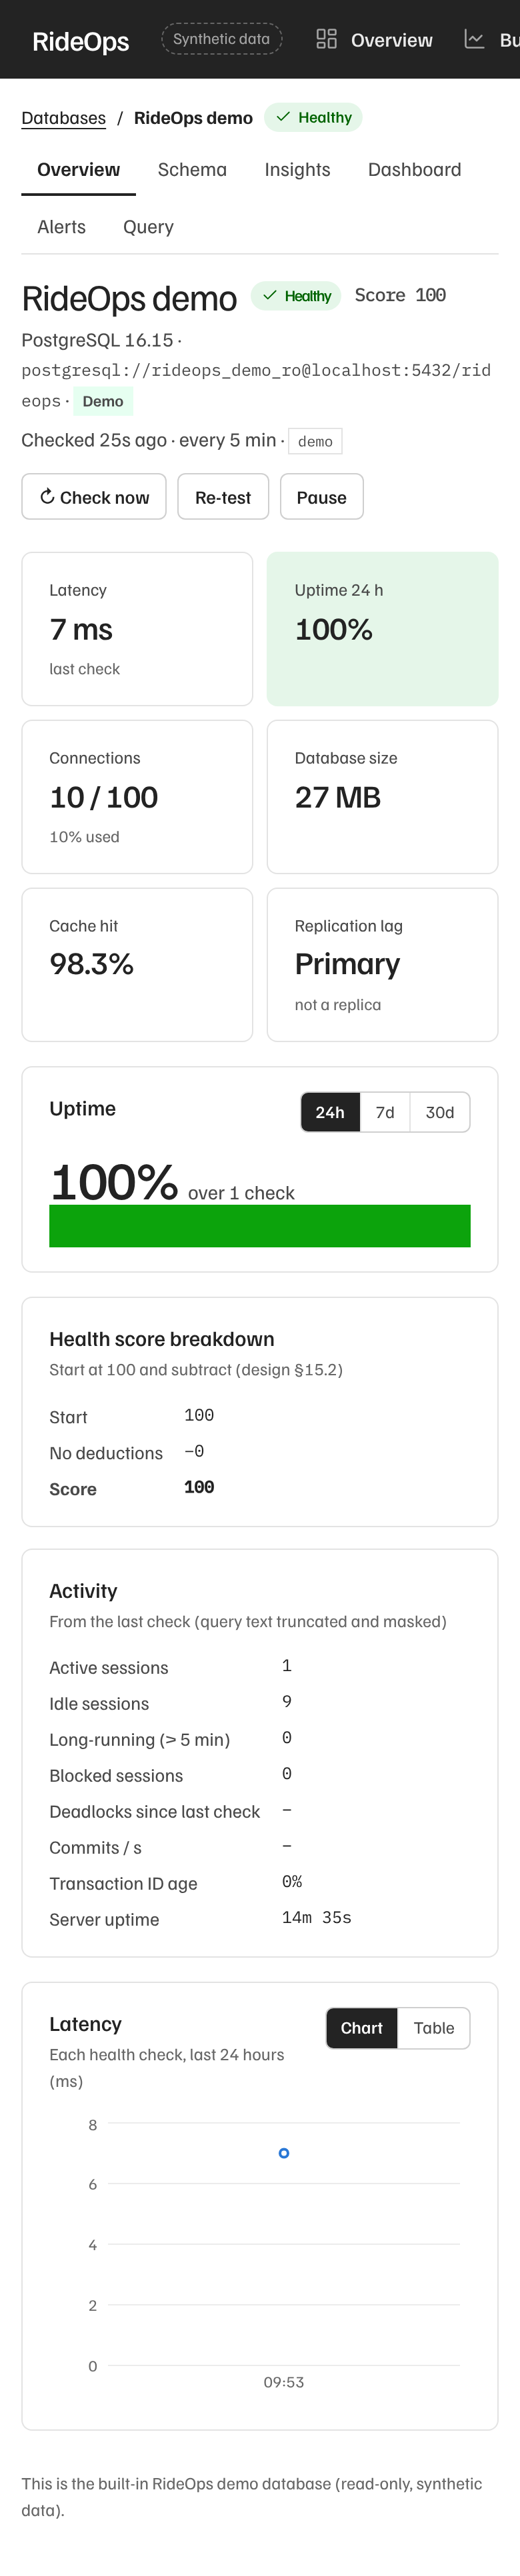 RideOps Synthetic data Overview Bu
Databases / RideOps demo Healthy
Overview Schema Insights Dashboard
Alerts Query
RideOps demo Healthy Score 100
PostgreSQL 16.15 ·
postgresql://rideops_demo_ro@localhost:5432/rid
eops · Demo
Checked 25s ago · every 5 min · demo
Check now Re-test Pause
Latency
7 ms
last check
Uptime 24 h
100%
Connections
10 / 100
10% used
Database size
27 MB
Cache hit
98.3%
Replication lag
Primary
not a replica
Uptime 24h 7d 30d
100% over 1 check
Health score breakdown
Start at 100 and subtract (design §15.2)
Start 100
No deductions −0
Score 100
Activity
From the last check (query text truncated and masked)
Active sessions 1
Idle sessions 9
Long-running (> 5 min) 0
Blocked sessions 0
Deadlocks since last check –
Commits / s –
Transaction ID age 0%
Server uptime 14m 35s
Latency Chart Table
Each health check, last 24 hours
(ms)
8
6
4
2
0
09:53
This is the built-in RideOps demo database (read-only, synthetic
data).